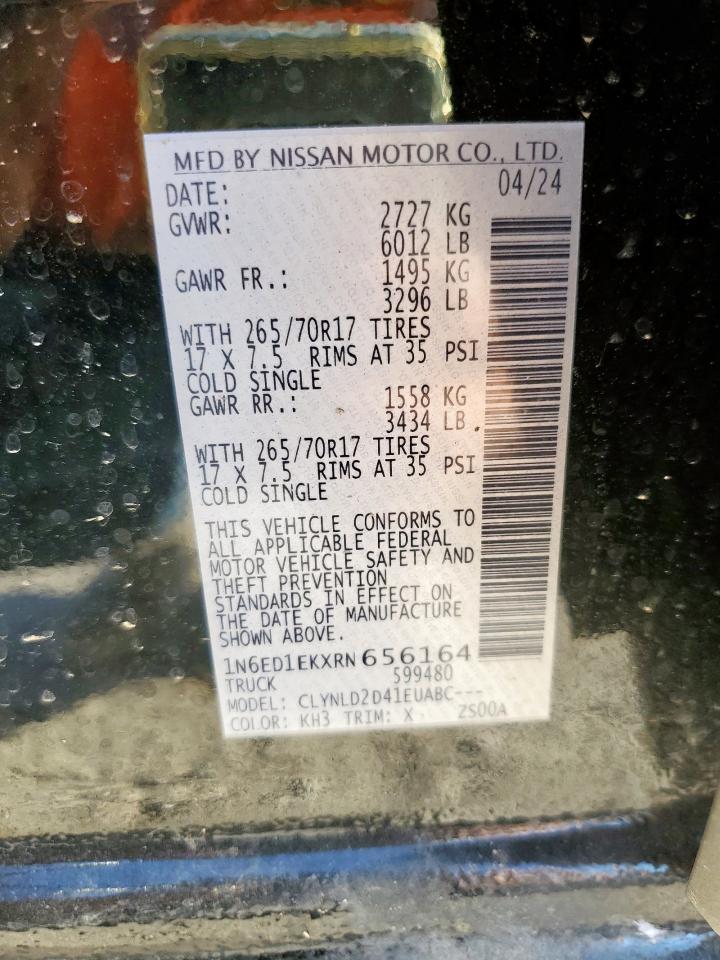 MFD BY NISSAN MOTOR CO., LTD.
DATE: 04/24
GVWR: 2727 KG
6012 LB
GAWR FR.: 1495 KG
3296 LB
WITH 265/70R17 TIRES
17 X 7.5 RIMS AT 35 PSI
COLD SINGLE
GAWR RR.: 1558 KG
3434 LB
WITH 265/70R17 TIRES
17 X 7.5 RIMS AT 35 PSI
COLD SINGLE
THIS VEHICLE CONFORMS TO
ALL APPLICABLE FEDERAL
MOTOR VEHICLE SAFETY AND
THEFT PREVENTION
STANDARDS IN EFFECT ON
THE DATE OF MANUFACTURE
SHOWN ABOVE.
1N6ED1EKXRN656164
TRUCK 599480
MODEL: CLYNLD2D41EUABC---
COLOR: KH3 TRIM: X ZS00A